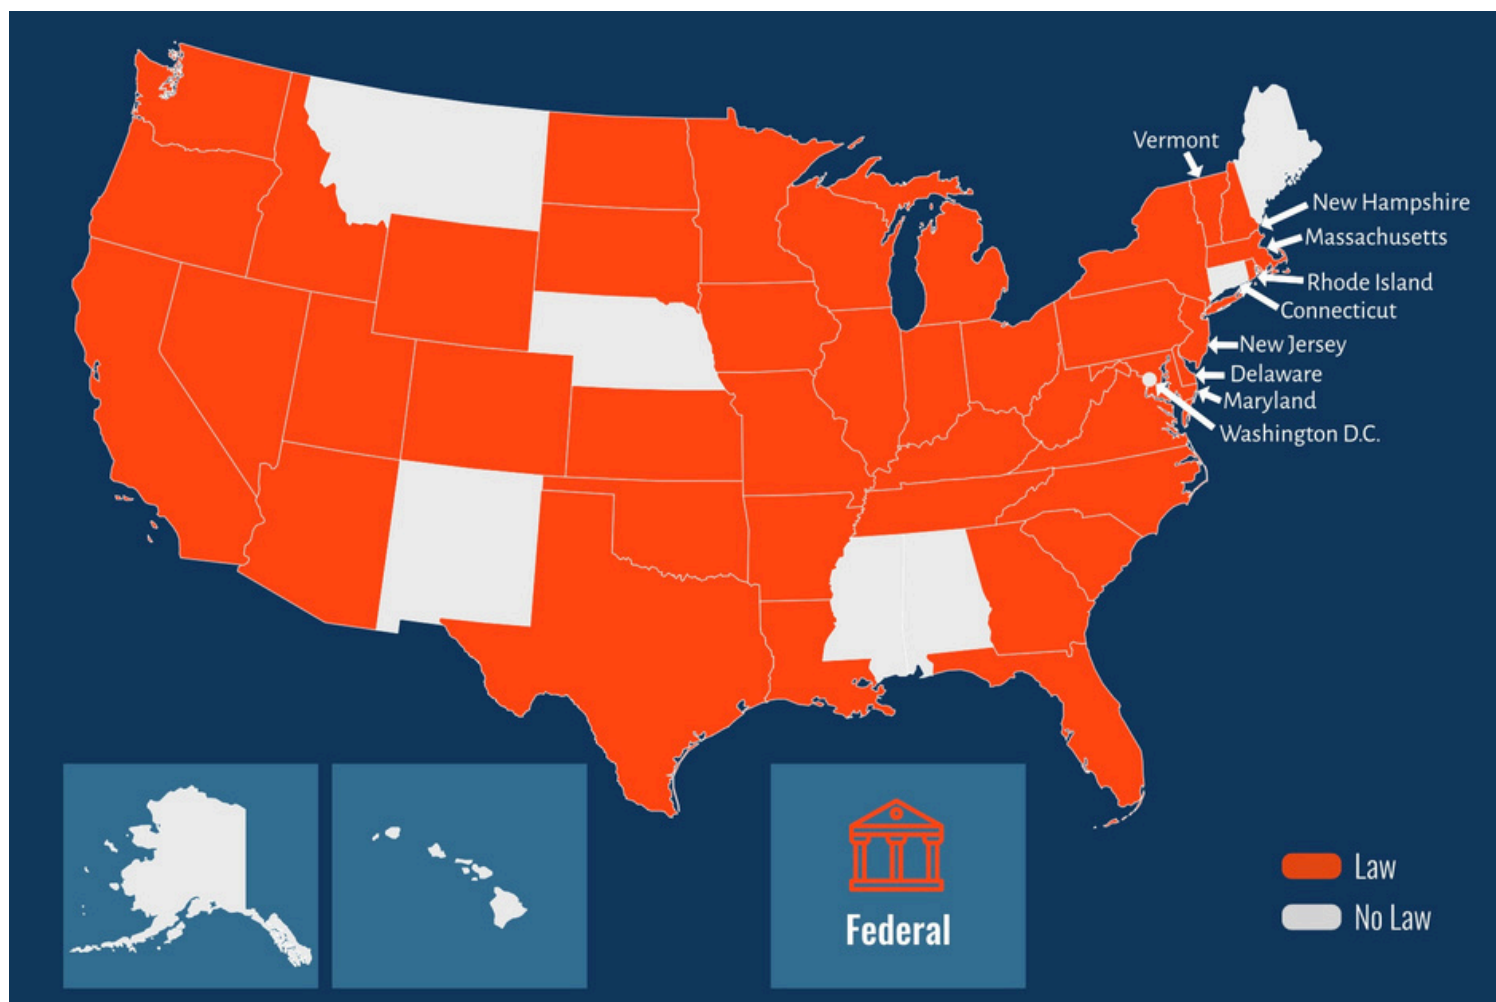 Vermont
New Hampshire
Massachusetts
Rhode Island
Connecticut
New Jersey
Delaware
Maryland
Washington D.C.
Federal
Law
No Law